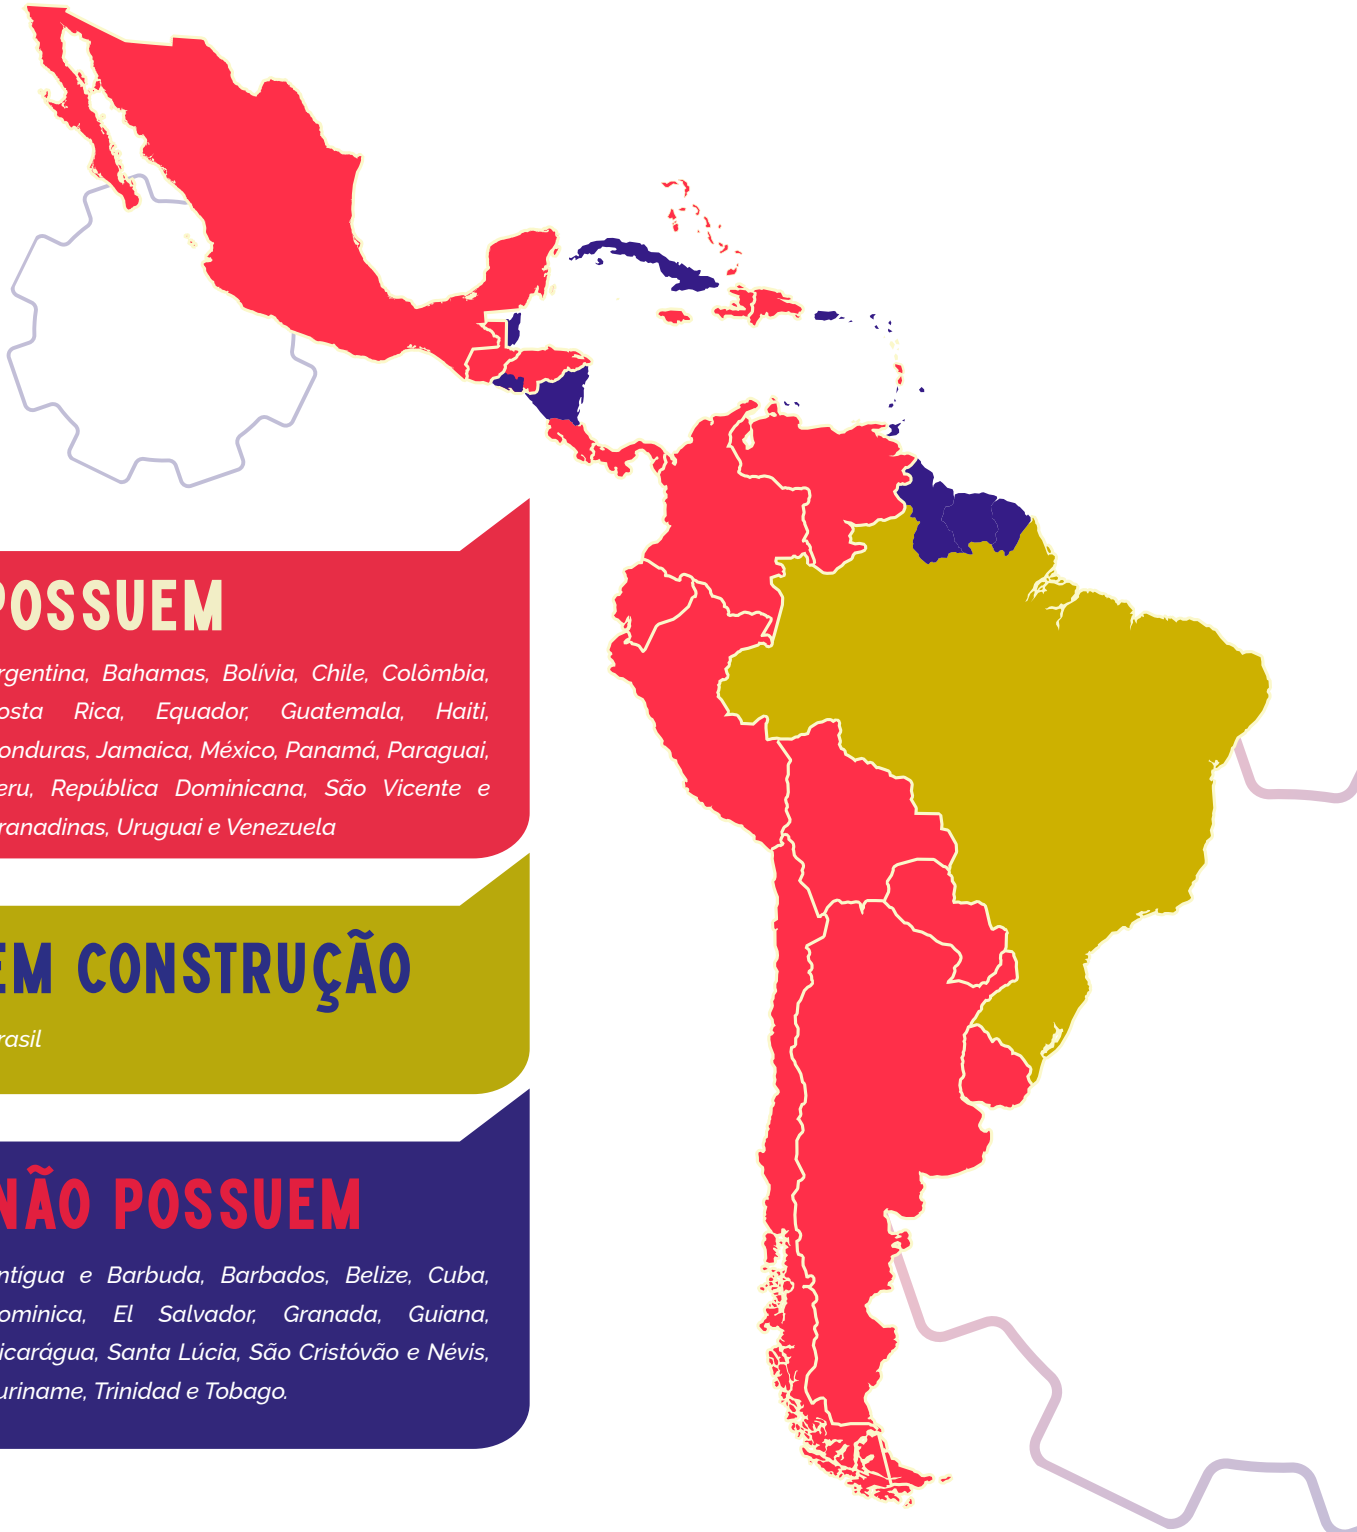 POSSUEM
rgentina, Bahamas, Bolívia, Chile, Colômbia,
osta Rica, Equador, Guatemala, Haiti,
onduras, Jamaica, México, Panamá, Paraguai,
eru, República Dominicana, São Vicente e
ranadinas, Uruguai e Venezuela
EM CONSTRUÇÃO
rasil
NÃO POSSUEM
ntígua e Barbuda, Barbados, Belize, Cuba,
ominica, El Salvador, Granada, Guiana,
icarágua, Santa Lúcia, São Cristóvão e Névis,
uriname, Trinidad e Tobago.